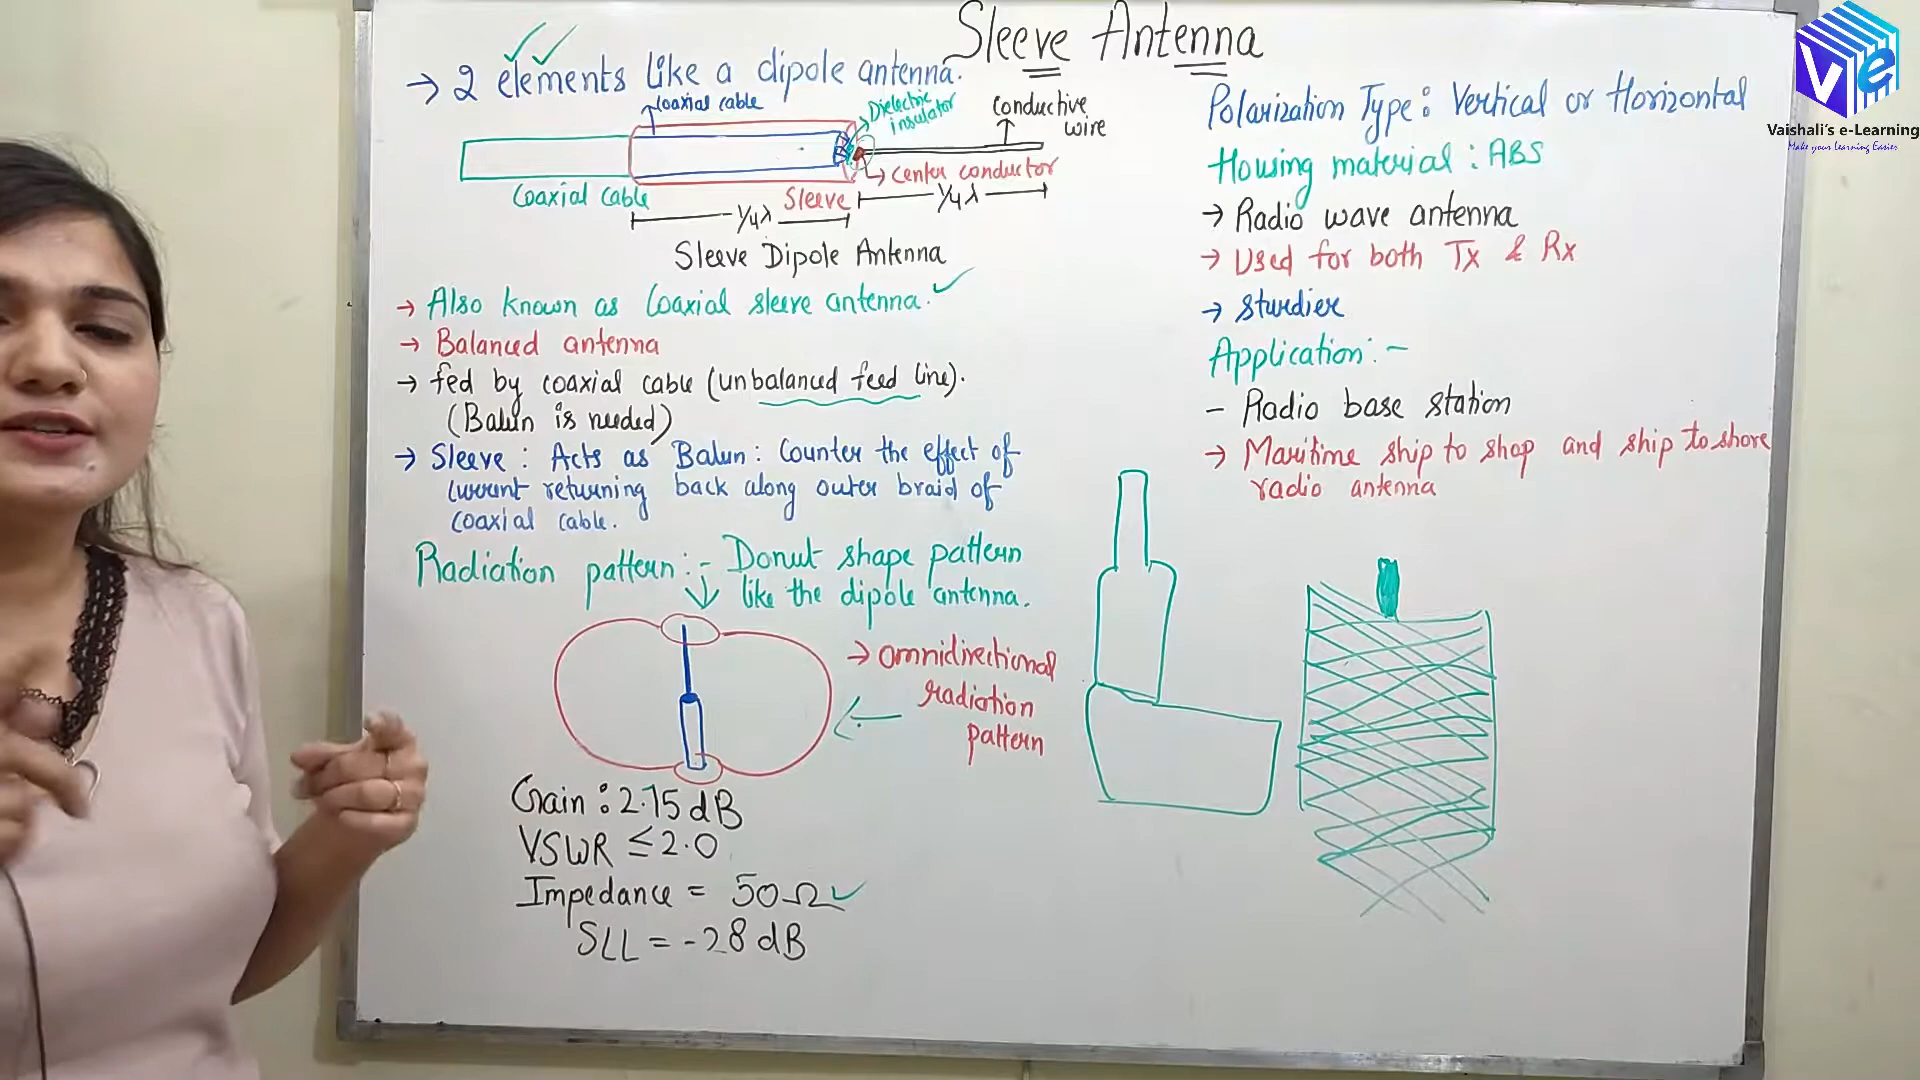 Sleeve Antenna
→ 2 elements like a dipole antenna.
Coaxial cable
Dielectric
insulator
conductive
wire
Center conductor
Coaxial cable
Sleeve
1/4λ
1/4λ
Sleeve Dipole Antenna
→ Also known as Coaxial sleeve antenna.
→ Balanced antenna
→ fed by coaxial cable (unbalanced feed line).
(Balun is needed)
→ Sleeve : Acts as Balun : Counter the effect of
current returning back along outer braid of
coaxial cable.
Radiation pattern :- Donut shape pattern
like the dipole antenna.
→ omnidirectional
radiation
pattern
Gain : 2.15 dB
VSWR ≤ 2.0
Impedance = 50Ω
SLL = -28 dB
Polarization Type : Vertical or Horizontal
Housing material : ABS
→ Radio wave antenna
→ Used for both Tx & Rx
→ sturdier
Application :-
- Radio base station
→ Maritime ship to shop and ship to shore
radio antenna
Ve
Vaishali's e-Learning
Make your Learning Easier